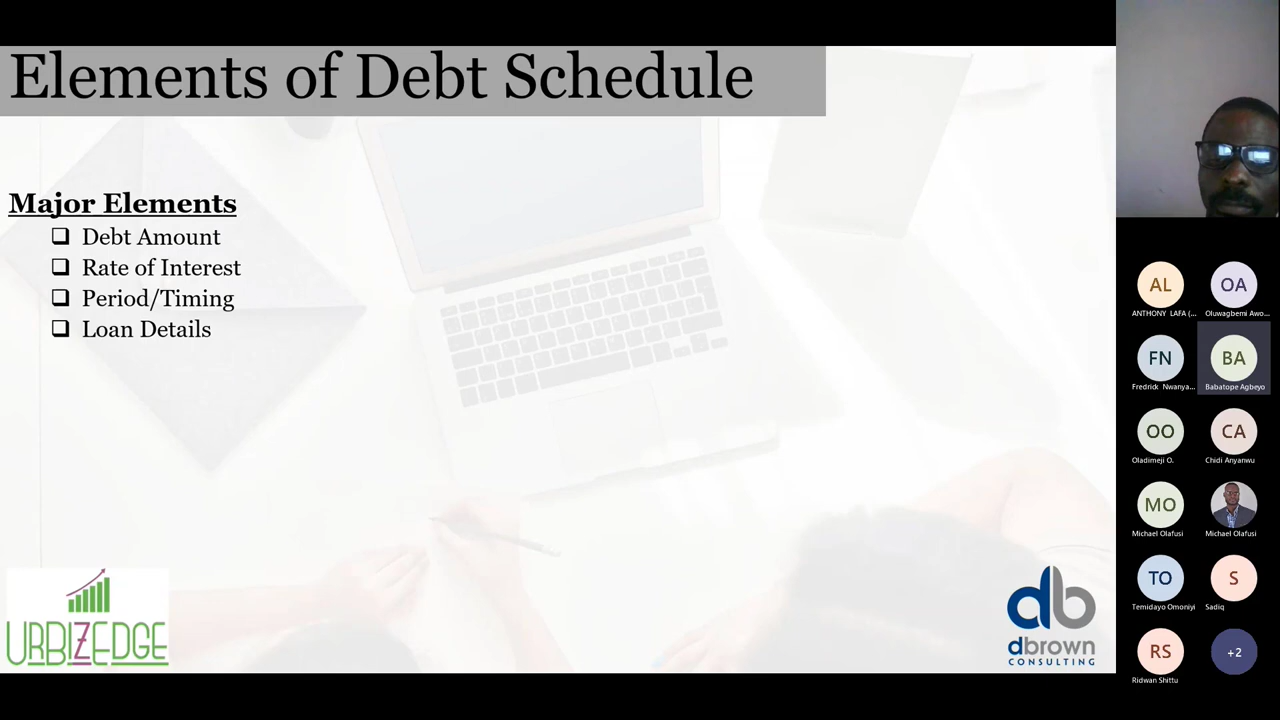 Elements of Debt Schedule
Major Elements
Debt Amount
Rate of Interest
Period/Timing
Loan Details
URBIZEDGE
db
dbrown
CONSULTING
AL
ANTHONY LAFA (...
OA
Oluwagbemi Awo...
FN
Fredrick Nwanya...
BA
Babatope Agbeyo
OO
Oladimeji O.
CA
Chidi Anyanwu
MO
Michael Olafusi
Michael Olafusi
TO
Temidayo Omoniyi
S
Sadiq
RS
Ridwan Shittu
+2